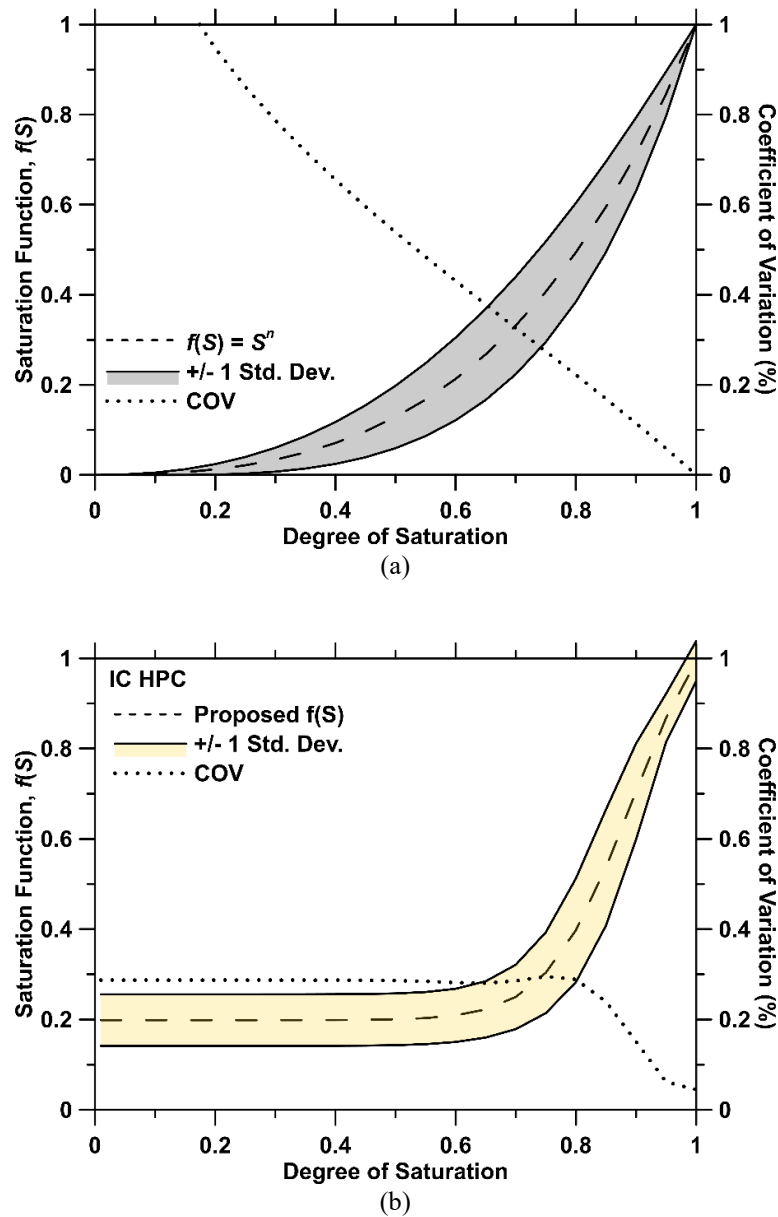 1
0.8
0.6
0.4
0.2
0
Saturation Function, f(S)
f(S) = Sⁿ
+/- 1 Std. Dev.
COV
1
0.8
0.6
0.4
0.2
0
Coefficient of Variation (%)
0 0.2 0.4 0.6 0.8 1
Degree of Saturation
(a)
1
0.8
0.6
0.4
0.2
0
Saturation Function, f(S)
IC HPC
Proposed f(S)
+/- 1 Std. Dev.
COV
1
0.8
0.6
0.4
0.2
0
Coefficient of Variation (%)
0 0.2 0.4 0.6 0.8 1
Degree of Saturation
(b)